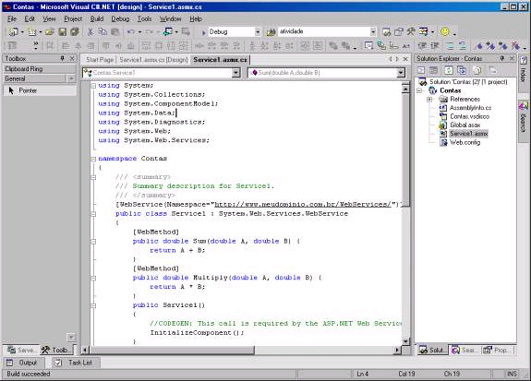 Contas - Microsoft Visual C# .NET [design] - Service1.asmx.cs
File Edit View Project Build Debug Tools Window Help
Debug atividade
Toolbox
Clipboard Ring
General
Pointer
Start Page Service1.asmx.cs [Design] Service1.asmx.cs
Contas.Service1 Sum(double A,double B)
using System;
using System.Collections;
using System.ComponentModel;
using System.Data;
using System.Diagnostics;
using System.Web;
using System.Web.Services;
namespace Contas
{
/// <summary>
/// Summary description for Service1.
/// </summary>
[WebService(Namespace="http://www.meudominio.com.br/WebServices/")]
public class Service1 : System.Web.Services.WebService
{
[WebMethod]
public double Sum(double A, double B) {
return A + B;
}
[WebMethod]
public double Multiply(double A, double B) {
return A * B;
}
public Service1()
{
//CODEGEN: This call is required by the ASP.NET Web Service
InitializeComponent();
}
Solution Explorer - Contas
Solution 'Contas' (1 project)
Contas
References
AssemblyInfo.cs
Contas.vsdisco
Global.asax
Service1.asmx
Web.config
Index
Search
Serve... Toolb...
Solut... Sear... Prop...
Output Task List
Build succeeded Ln 4 Col 19 Ch 19 INS